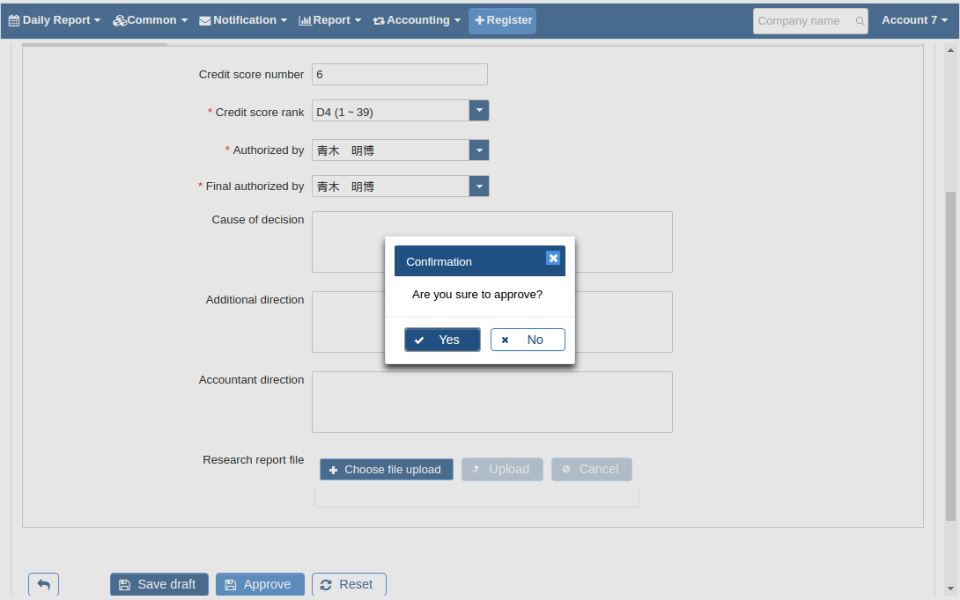 Daily Report Common Notification Report Accounting Register Company name Account 7
Credit score number 6
* Credit score rank D4 (1 ~ 39)
* Authorized by 青木　明博
* Final authorized by 青木　明博
Cause of decision
Confirmation
Are you sure to approve?
Yes No
Additional direction
Accountant direction
Research report file Choose file upload Upload Cancel
Save draft Approve Reset